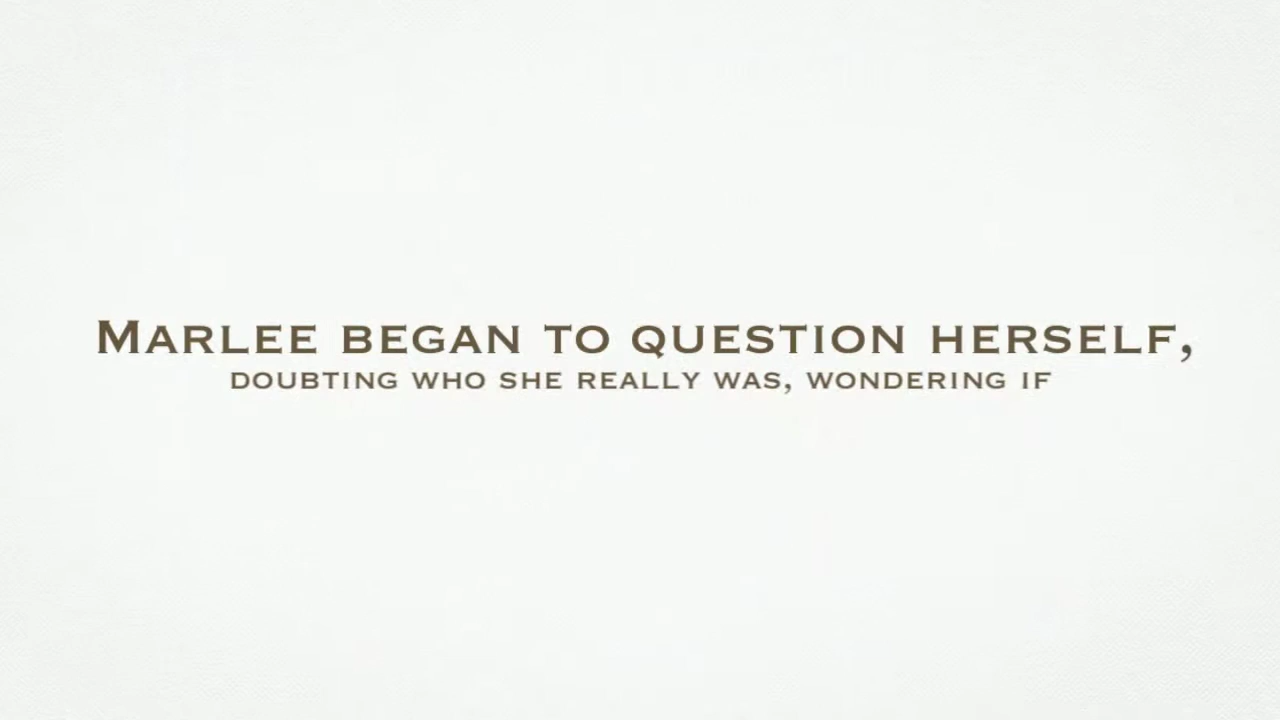 Marlee began to question herself,
doubting who she really was, wondering if